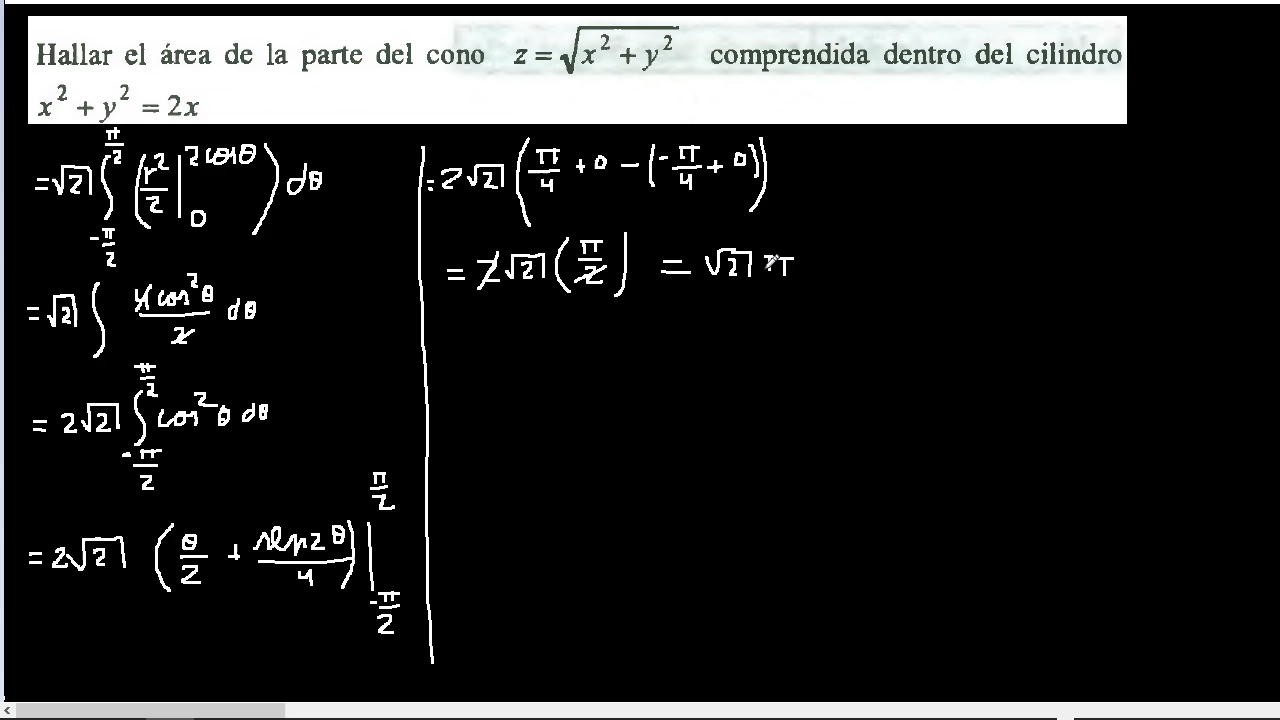 Hallar el área de la parte del cono z = √(x² + y²) comprendida dentro del cilindro
x² + y² = 2x
= √2 ∫_{-π/2}^{π/2} (r²/2 |_0^{2cosθ}) dθ
= √2 ∫ 4cos²θ/2 dθ
= 2√2 ∫_{-π/2}^{π/2} cos²θ dθ
= 2√2 (θ/2 + sen2θ/4) |_{-π/2}^{π/2}
= 2√2 (π/4 + 0 - (-π/4 + 0))
= 2√2 (π/2) = √2 π